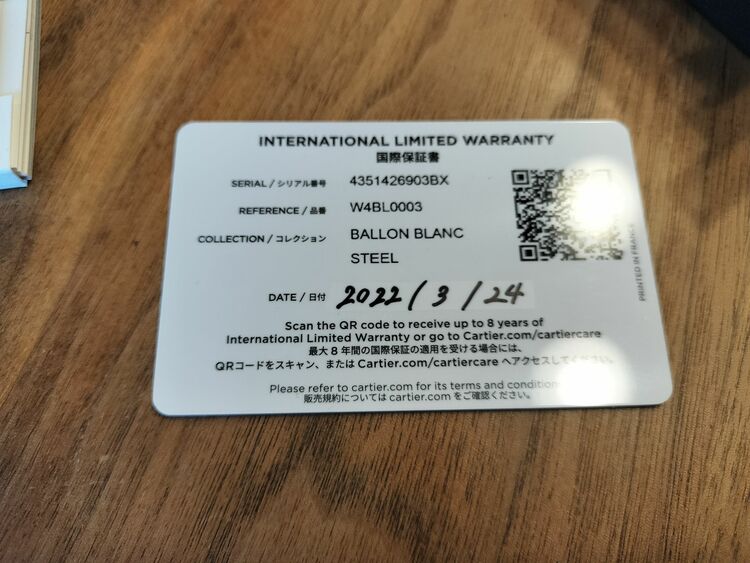 INTERNATIONAL LIMITED WARRANTY
国際保証書
SERIAL / シリアル番号 4351426903BX
REFERENCE / 品番 W4BL0003
COLLECTION / コレクション BALLON BLANC
STEEL
DATE / 日付 2022/3/24
Scan the QR code to receive up to 8 years of
International Limited Warranty or go to Cartier.com/cartiercare
最大 8 年間の国際保証の適用を受ける場合には、
QRコードをスキャン、または Cartier.com/cartiercare へアクセスしてください。
Please refer to cartier.com for its terms and condition
販売規約については cartier.com をご確認ください。
PRINTED IN FRANCE